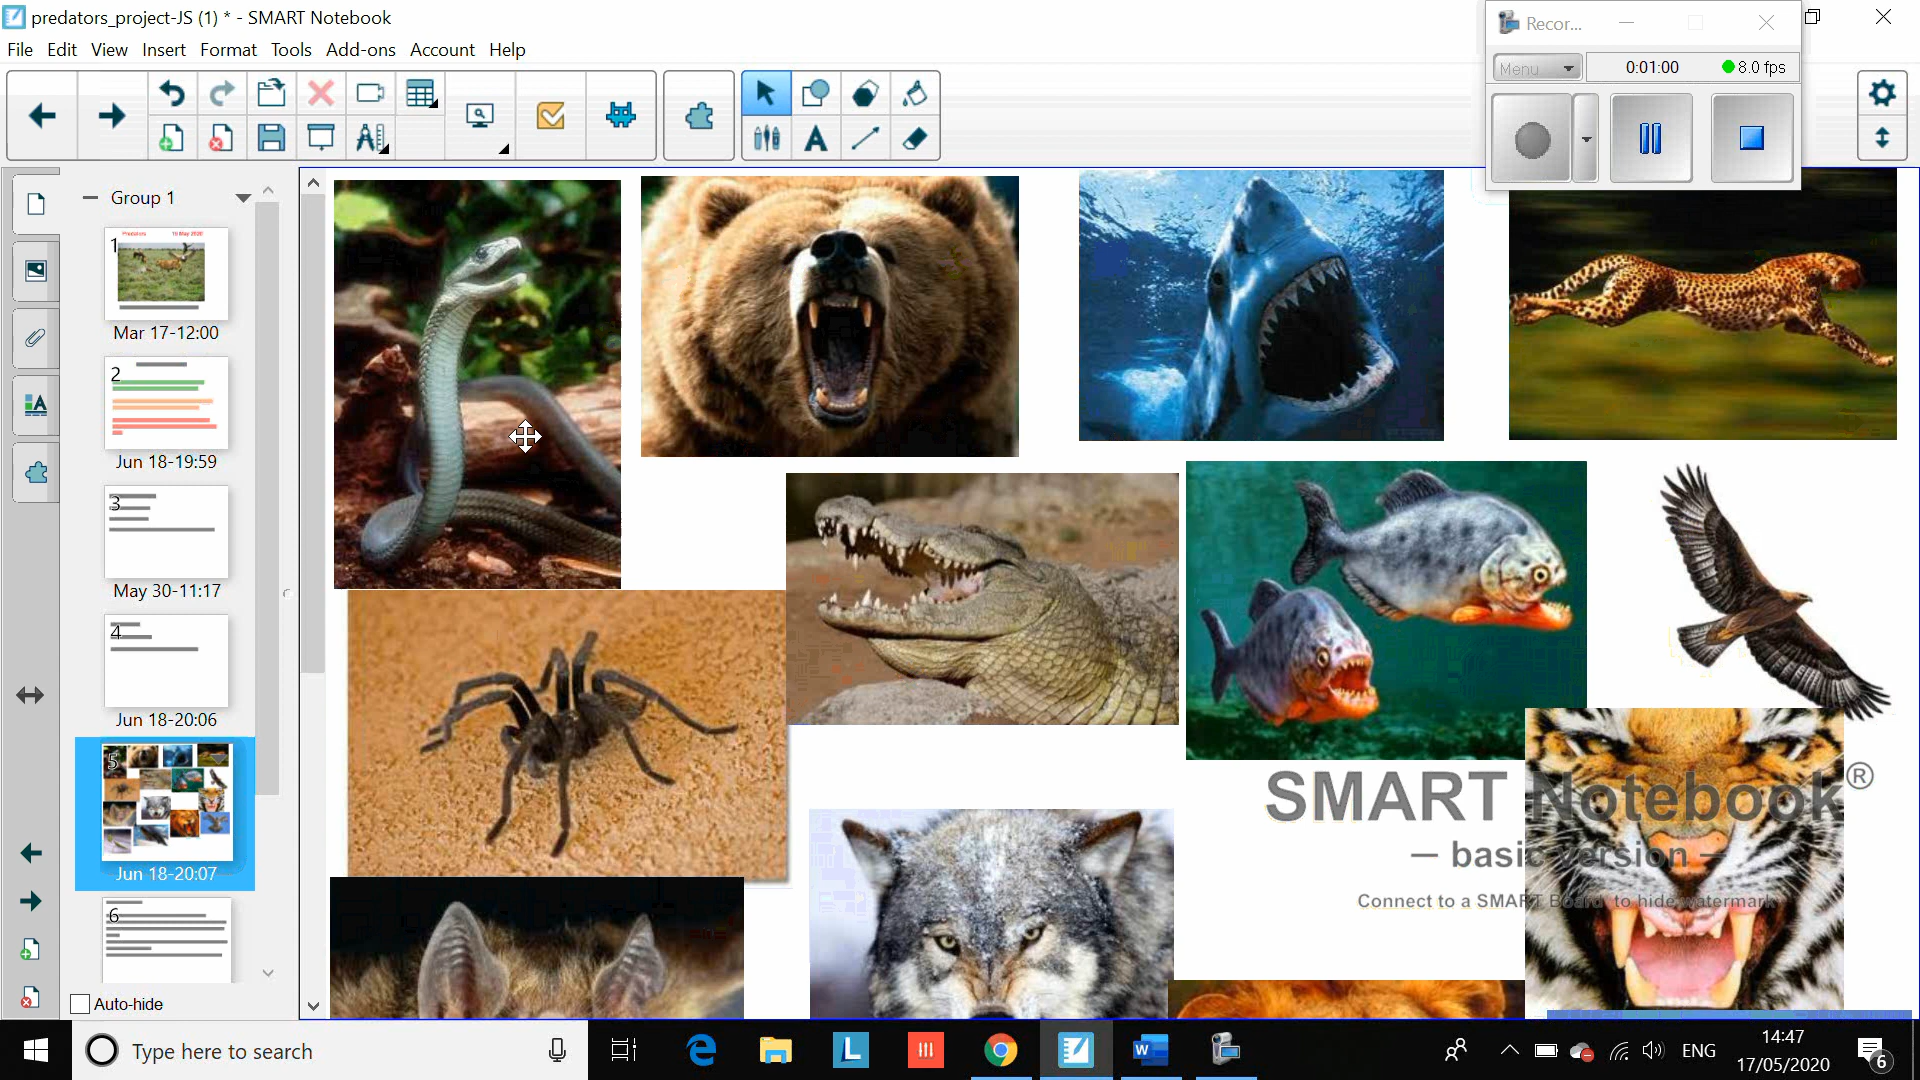 predators_project-JS (1) * - SMART Notebook
Recor...
File Edit View Insert Format Tools Add-ons Account Help
Menu
0:01:00
8.0 fps
Group 1
Predators
1
Mar 17-12:00
2
Jun 18-19:59
3
May 30-11:17
4
Jun 18-20:06
5
Jun 18-20:07
6
Auto-hide
SMART Notebook®
— basic version —
Connect to a SMART Board to hide watermark
Type here to search
ENG
14:47
17/05/2020
6